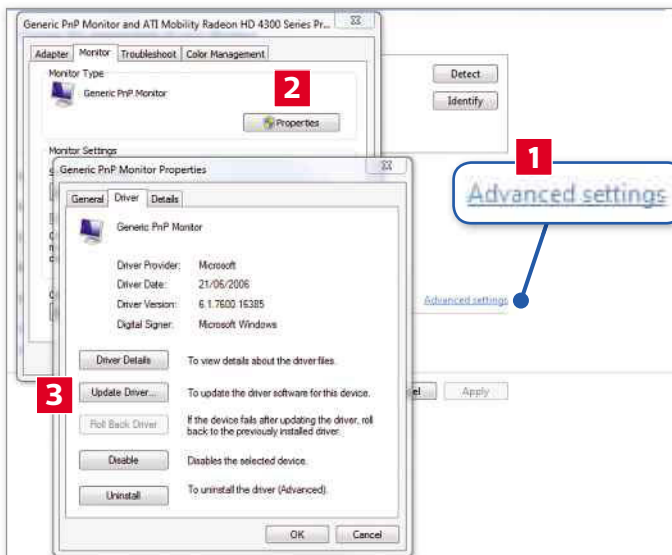 Generic PnP Monitor and ATI Mobility Radeon HD 4300 Series Pr...
Adapter Monitor Troubleshoot Color Management
Monitor Type
Generic PnP Monitor
2
Properties
Monitor Settings
Detect
Identify
1
Advanced settings
Advanced settings
Apply
Generic PnP Monitor Properties
General Driver Details
Generic PnP Monitor
Driver Provider: Microsoft
Driver Date: 21/06/2006
Driver Version: 6.1.7600.16385
Digital Signer: Microsoft Windows
Driver Details To view details about the driver files.
3
Update Driver... To update the driver software for this device.
Roll Back Driver If the device fails after updating the driver, roll
back to the previously installed driver.
Disable Disables the selected device.
Uninstall To uninstall the driver (Advanced).
OK Cancel